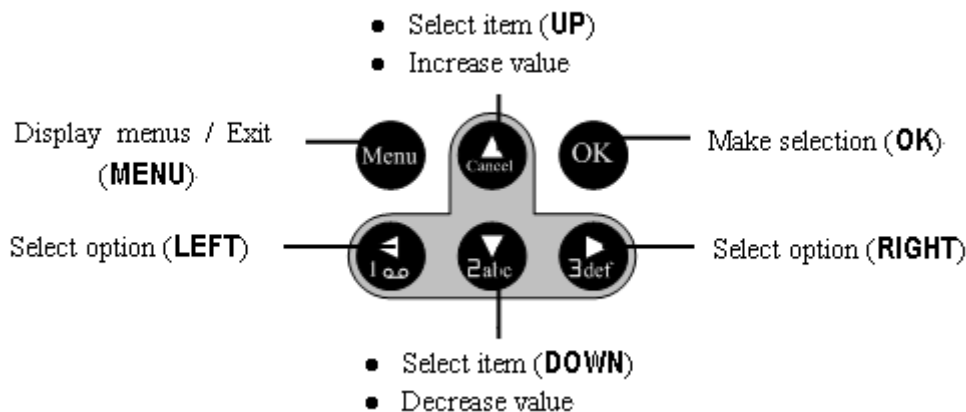 ● Select item (UP)
● Increase value
Display menus / Exit
(MENU)
Menu
Cancel
OK
Make selection (OK)
Select option (LEFT)
1
2abc
3def
Select option (RIGHT)
● Select item (DOWN)
● Decrease value